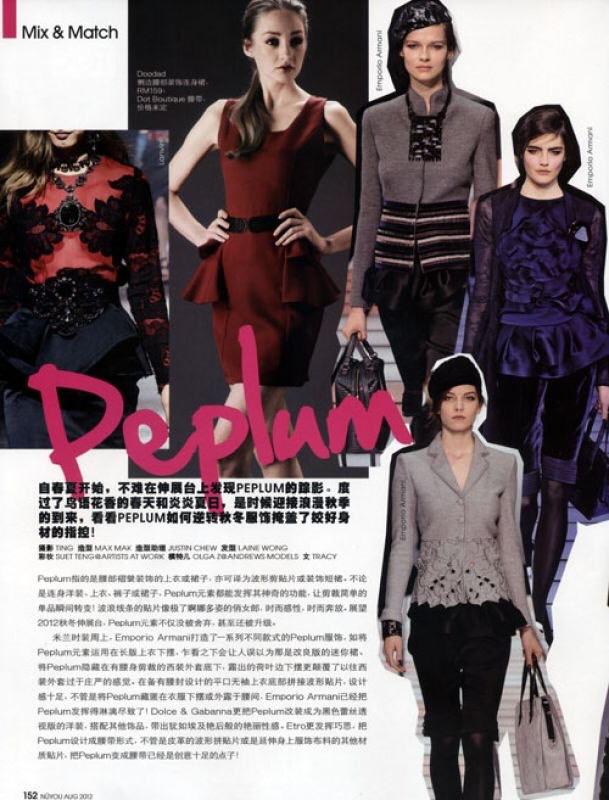 Mix & Match
Doodad
侧边腰部装饰连身裙,
RM159;
Dot Boutique 腰带,
价格未定
Lanvin
Emporio Armani
Emporio Armani
Emporio Armani
Peplum
自春夏开始，不难在伸展台上发现PEPLUM的踪影。度
过了鸟语花香的春天和炎炎夏日，是时候迎接浪漫秋季
的到来，看看PEPLUM如何逆转秋冬服饰掩盖了姣好身
材的指控!
摄影 TING 造型 MAX MAK 造型助理 JUSTIN CHEW 发型 LAINE WONG
彩妆 SUET TENG@ARTISTS AT WORK 模特儿 OLGA Z@ANDREWS MODELS 文 TRACY
Peplum指的是腰部褶襞装饰的上衣或裙子，亦可译为波形剪贴片或装饰短裙，不论
是连身洋装、上衣、裤子或裙子，Peplum元素都能发挥其神奇的功能，让剪裁简单的
单品瞬间转变! 波浪线条的贴片像极了婀娜多姿的俏女郎，时而感性，时而奔放。展望
2012秋冬伸展台，Peplum元素不仅没被舍弃，甚至还被升级。
米兰时装周上，Emporio Armani打造了一系列不同款式的Peplum服饰，如将
Peplum元素运用在长版上衣下摆，乍看之下会让人误以为那是改良版的迷你裙。
将Peplum隐藏在有腰身剪裁的西装外套底下，露出的荷叶边下摆更颠覆了以往西
装外套过于庄严的感觉。在备有腰封设计的平口无袖上衣底部拼接波形贴片，设计
感十足，不管是将Peplum藏匿在衣服下摆或外露于腰间，Emporio Armani已经把
Peplum发挥得淋漓尽致了! Dolce & Gabanna更把Peplum改装成为黑色蕾丝透
视版的洋装，搭配其他饰品，带出犹如埃及艳后般的艳丽性感。Etro更发挥巧思，把
Peplum设计成腰带形式，不管是皮革的波形拼贴片或是延伸身上服饰布料的其他材
质贴片，把Peplum变成腰带已经是创意十足的点子!
152 NÜYOU AUG 2012